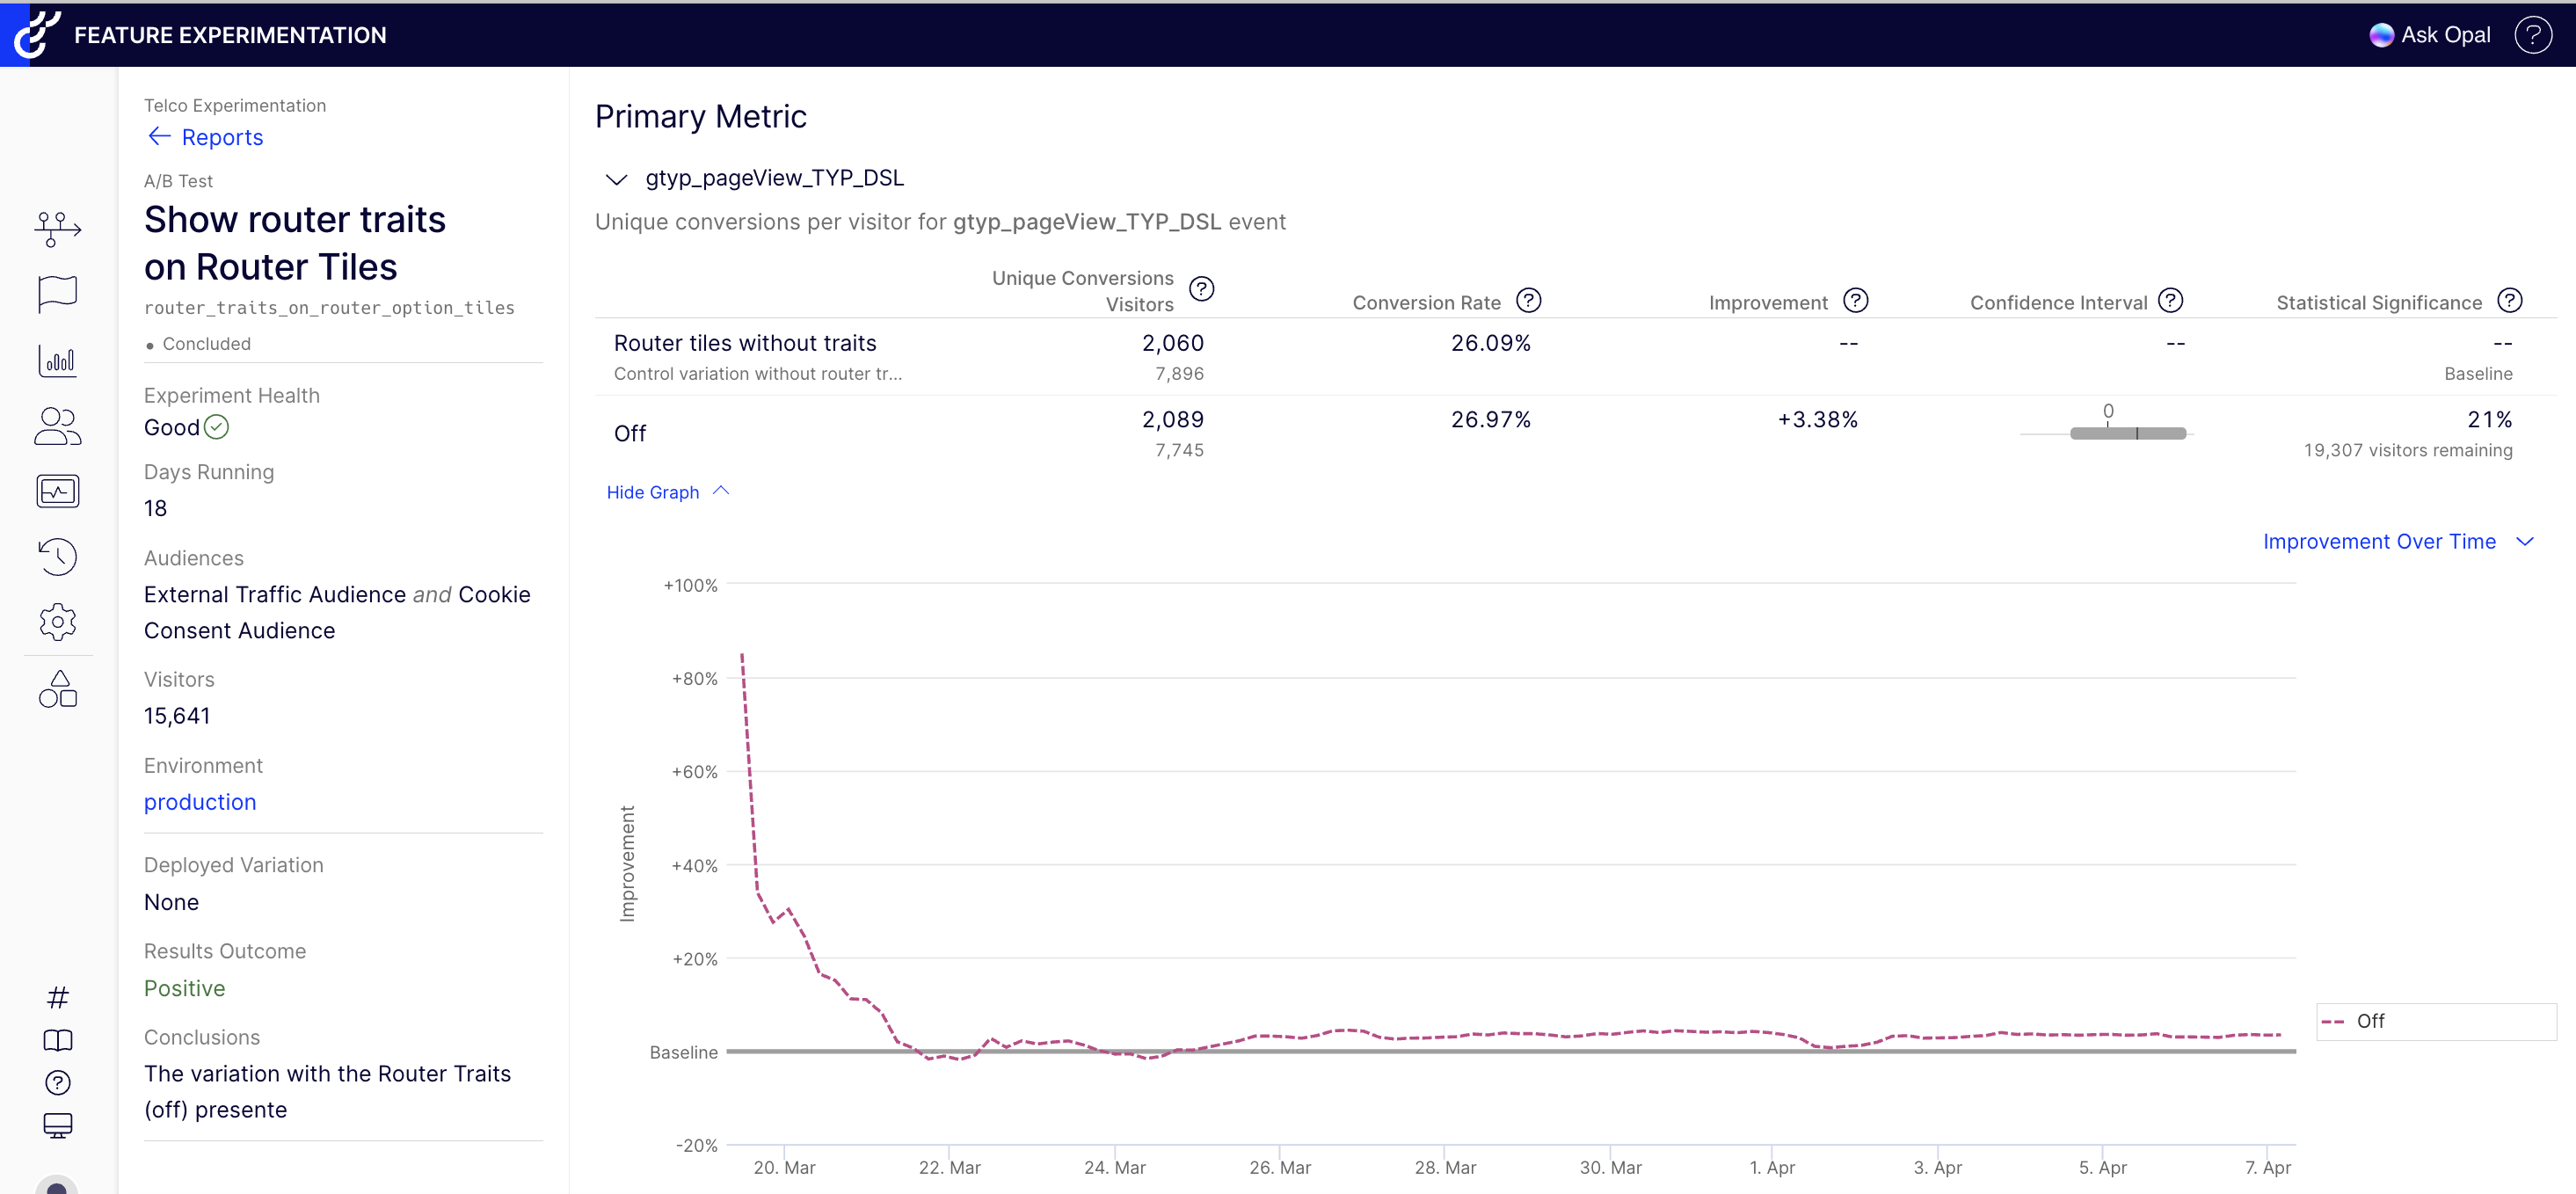 FEATURE EXPERIMENTATION
Ask Opal
?
Telco Experimentation
Reports
A/B Test
Show router traits
on Router Tiles
router_traits_on_router_option_tiles
Concluded
Experiment Health
Good
Days Running
18
Audiences
External Traffic Audience and Cookie
Consent Audience
Visitors
15,641
Environment
production
Deployed Variation
None
Results Outcome
Positive
Conclusions
The variation with the Router Traits
(off) presente
#
?
Primary Metric
gtyp_pageView_TYP_DSL
Unique conversions per visitor for gtyp_pageView_TYP_DSL event
Unique Conversions ?
Visitors
Conversion Rate ?
Improvement ?
Confidence Interval ?
Statistical Significance ?
Router tiles without traits 2,060 26.09% -- -- --
Control variation without router tr... 7,896 Baseline
Off 2,089 26.97% +3.38% 0 21%
7,745 19,307 visitors remaining
Hide Graph
Improvement Over Time
Improvement
+100%
+80%
+60%
+40%
+20%
Baseline
-20%
20. Mar 22. Mar 24. Mar 26. Mar 28. Mar 30. Mar 1. Apr 3. Apr 5. Apr 7. Apr
Off